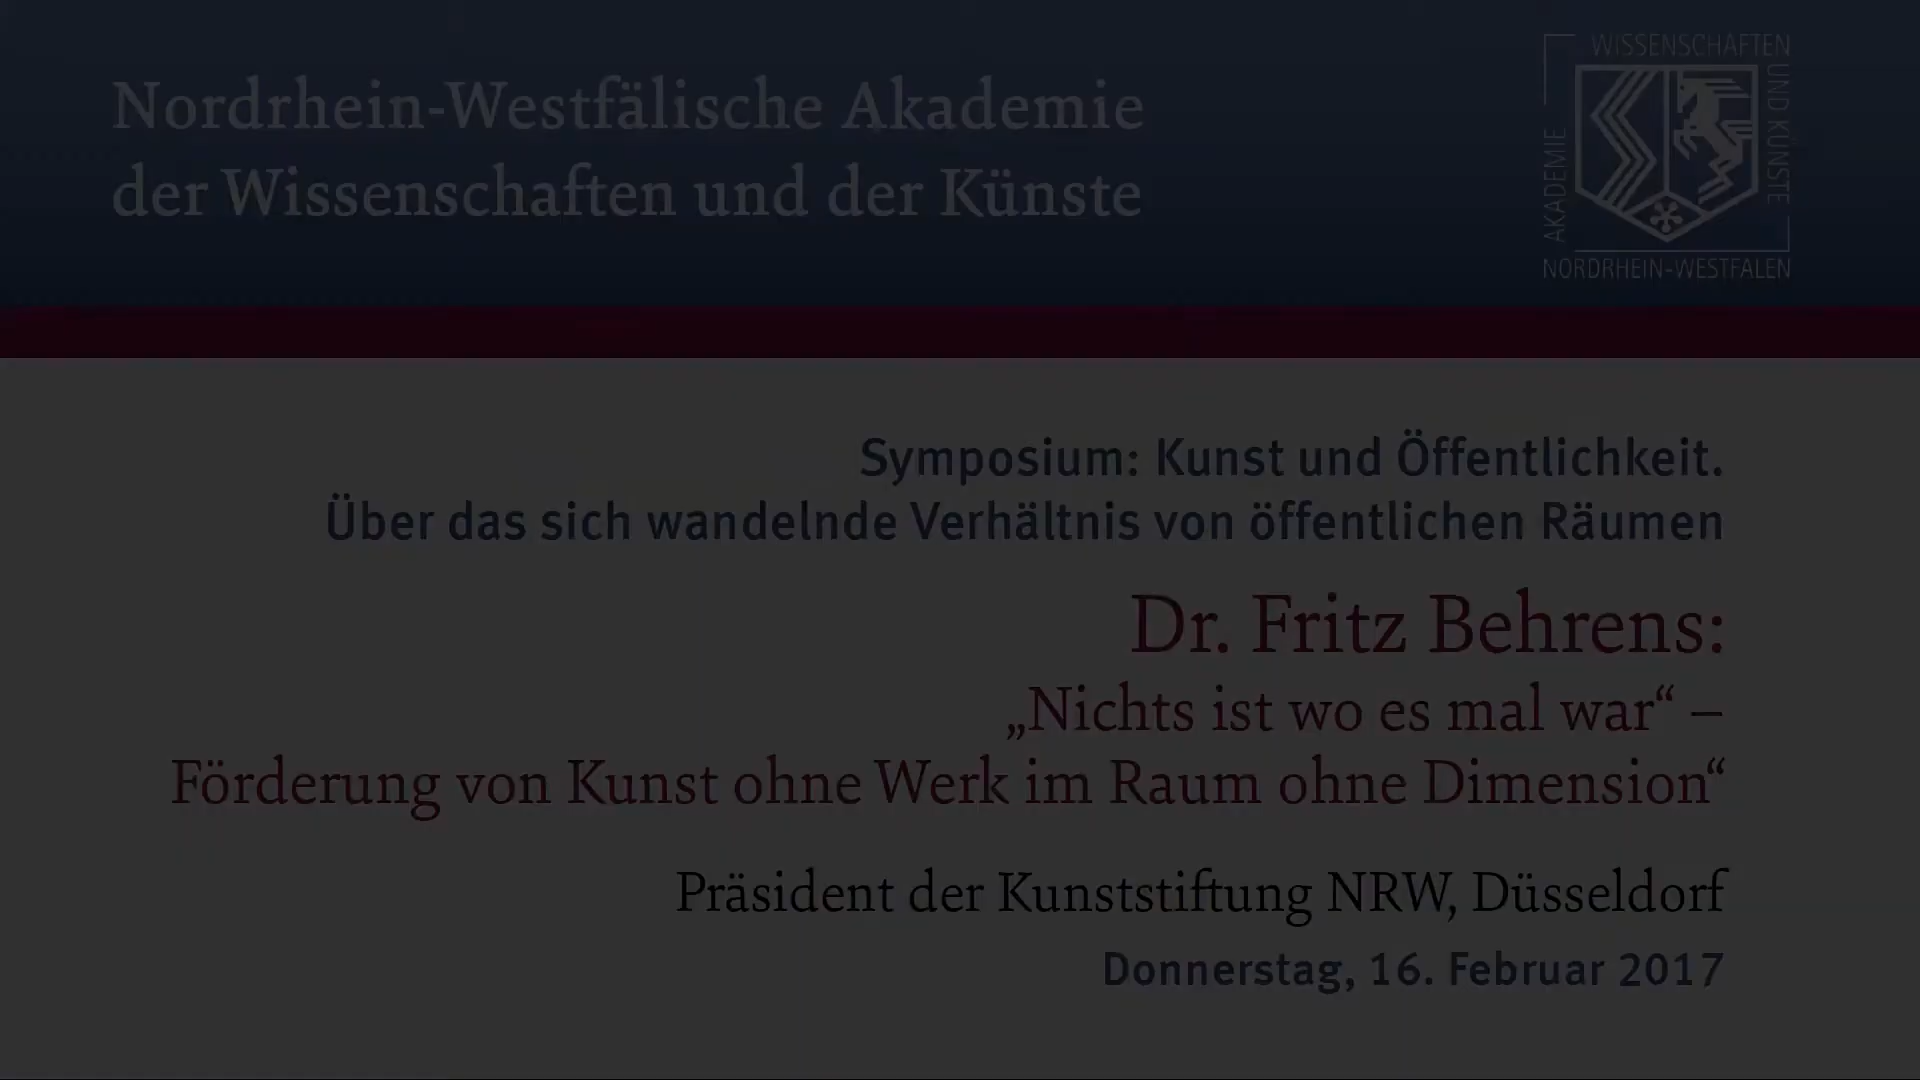 Nordrhein-Westfälische Akademie
der Wissenschaften und der Künste
WISSENSCHAFTEN
UND KÜNSTE
AKADEMIE
NORDRHEIN-WESTFALEN
Symposium: Kunst und Öffentlichkeit.
Über das sich wandelnde Verhältnis von öffentlichen Räumen
Dr. Fritz Behrens:
„Nichts ist wo es mal war“ –
Förderung von Kunst ohne Werk im Raum ohne Dimension“
Präsident der Kunststiftung NRW, Düsseldorf
Donnerstag, 16. Februar 2017